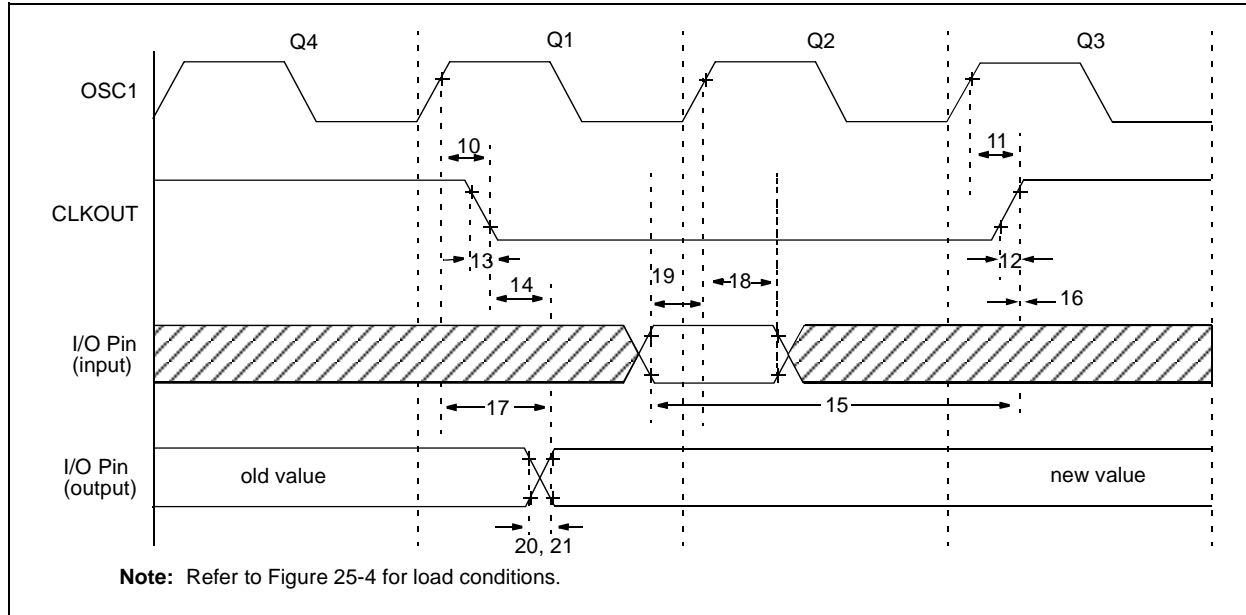 Q4 Q1 Q2 Q3
OSC1
10 11
CLKOUT
13 19 18 12
14 16
I/O Pin
(input)
17 15
I/O Pin
(output)
old value new value
20, 21
Note: Refer to Figure 25-4 for load conditions.